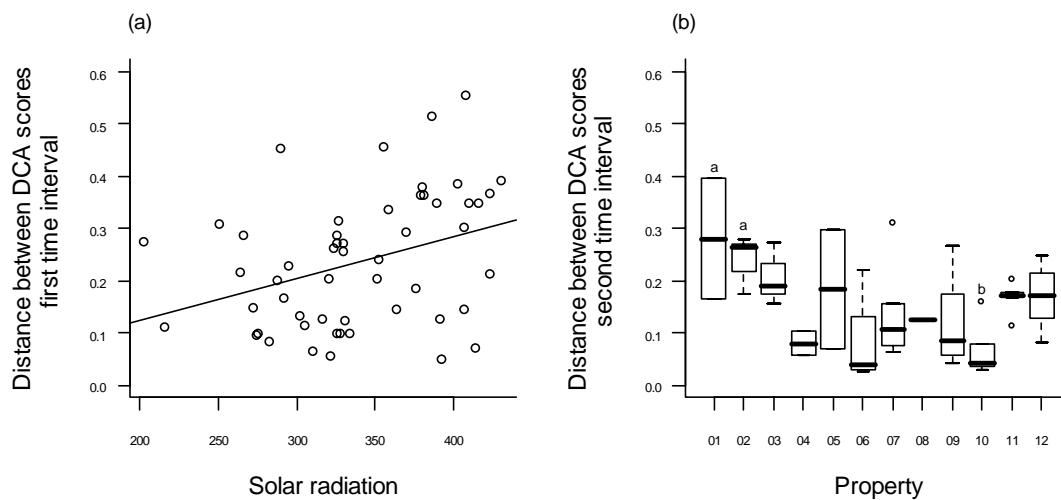 (a)
Distance between DCA scores
first time interval
0.6
0.5
0.4
0.3
0.2
0.1
0.0
200 250 300 350 400
Solar radiation
(b)
Distance between DCA scores
second time interval
0.6
0.5
0.4
0.3
0.2
0.1
0.0
a
a
b
01 02 03 04 05 06 07 08 09 10 11 12
Property